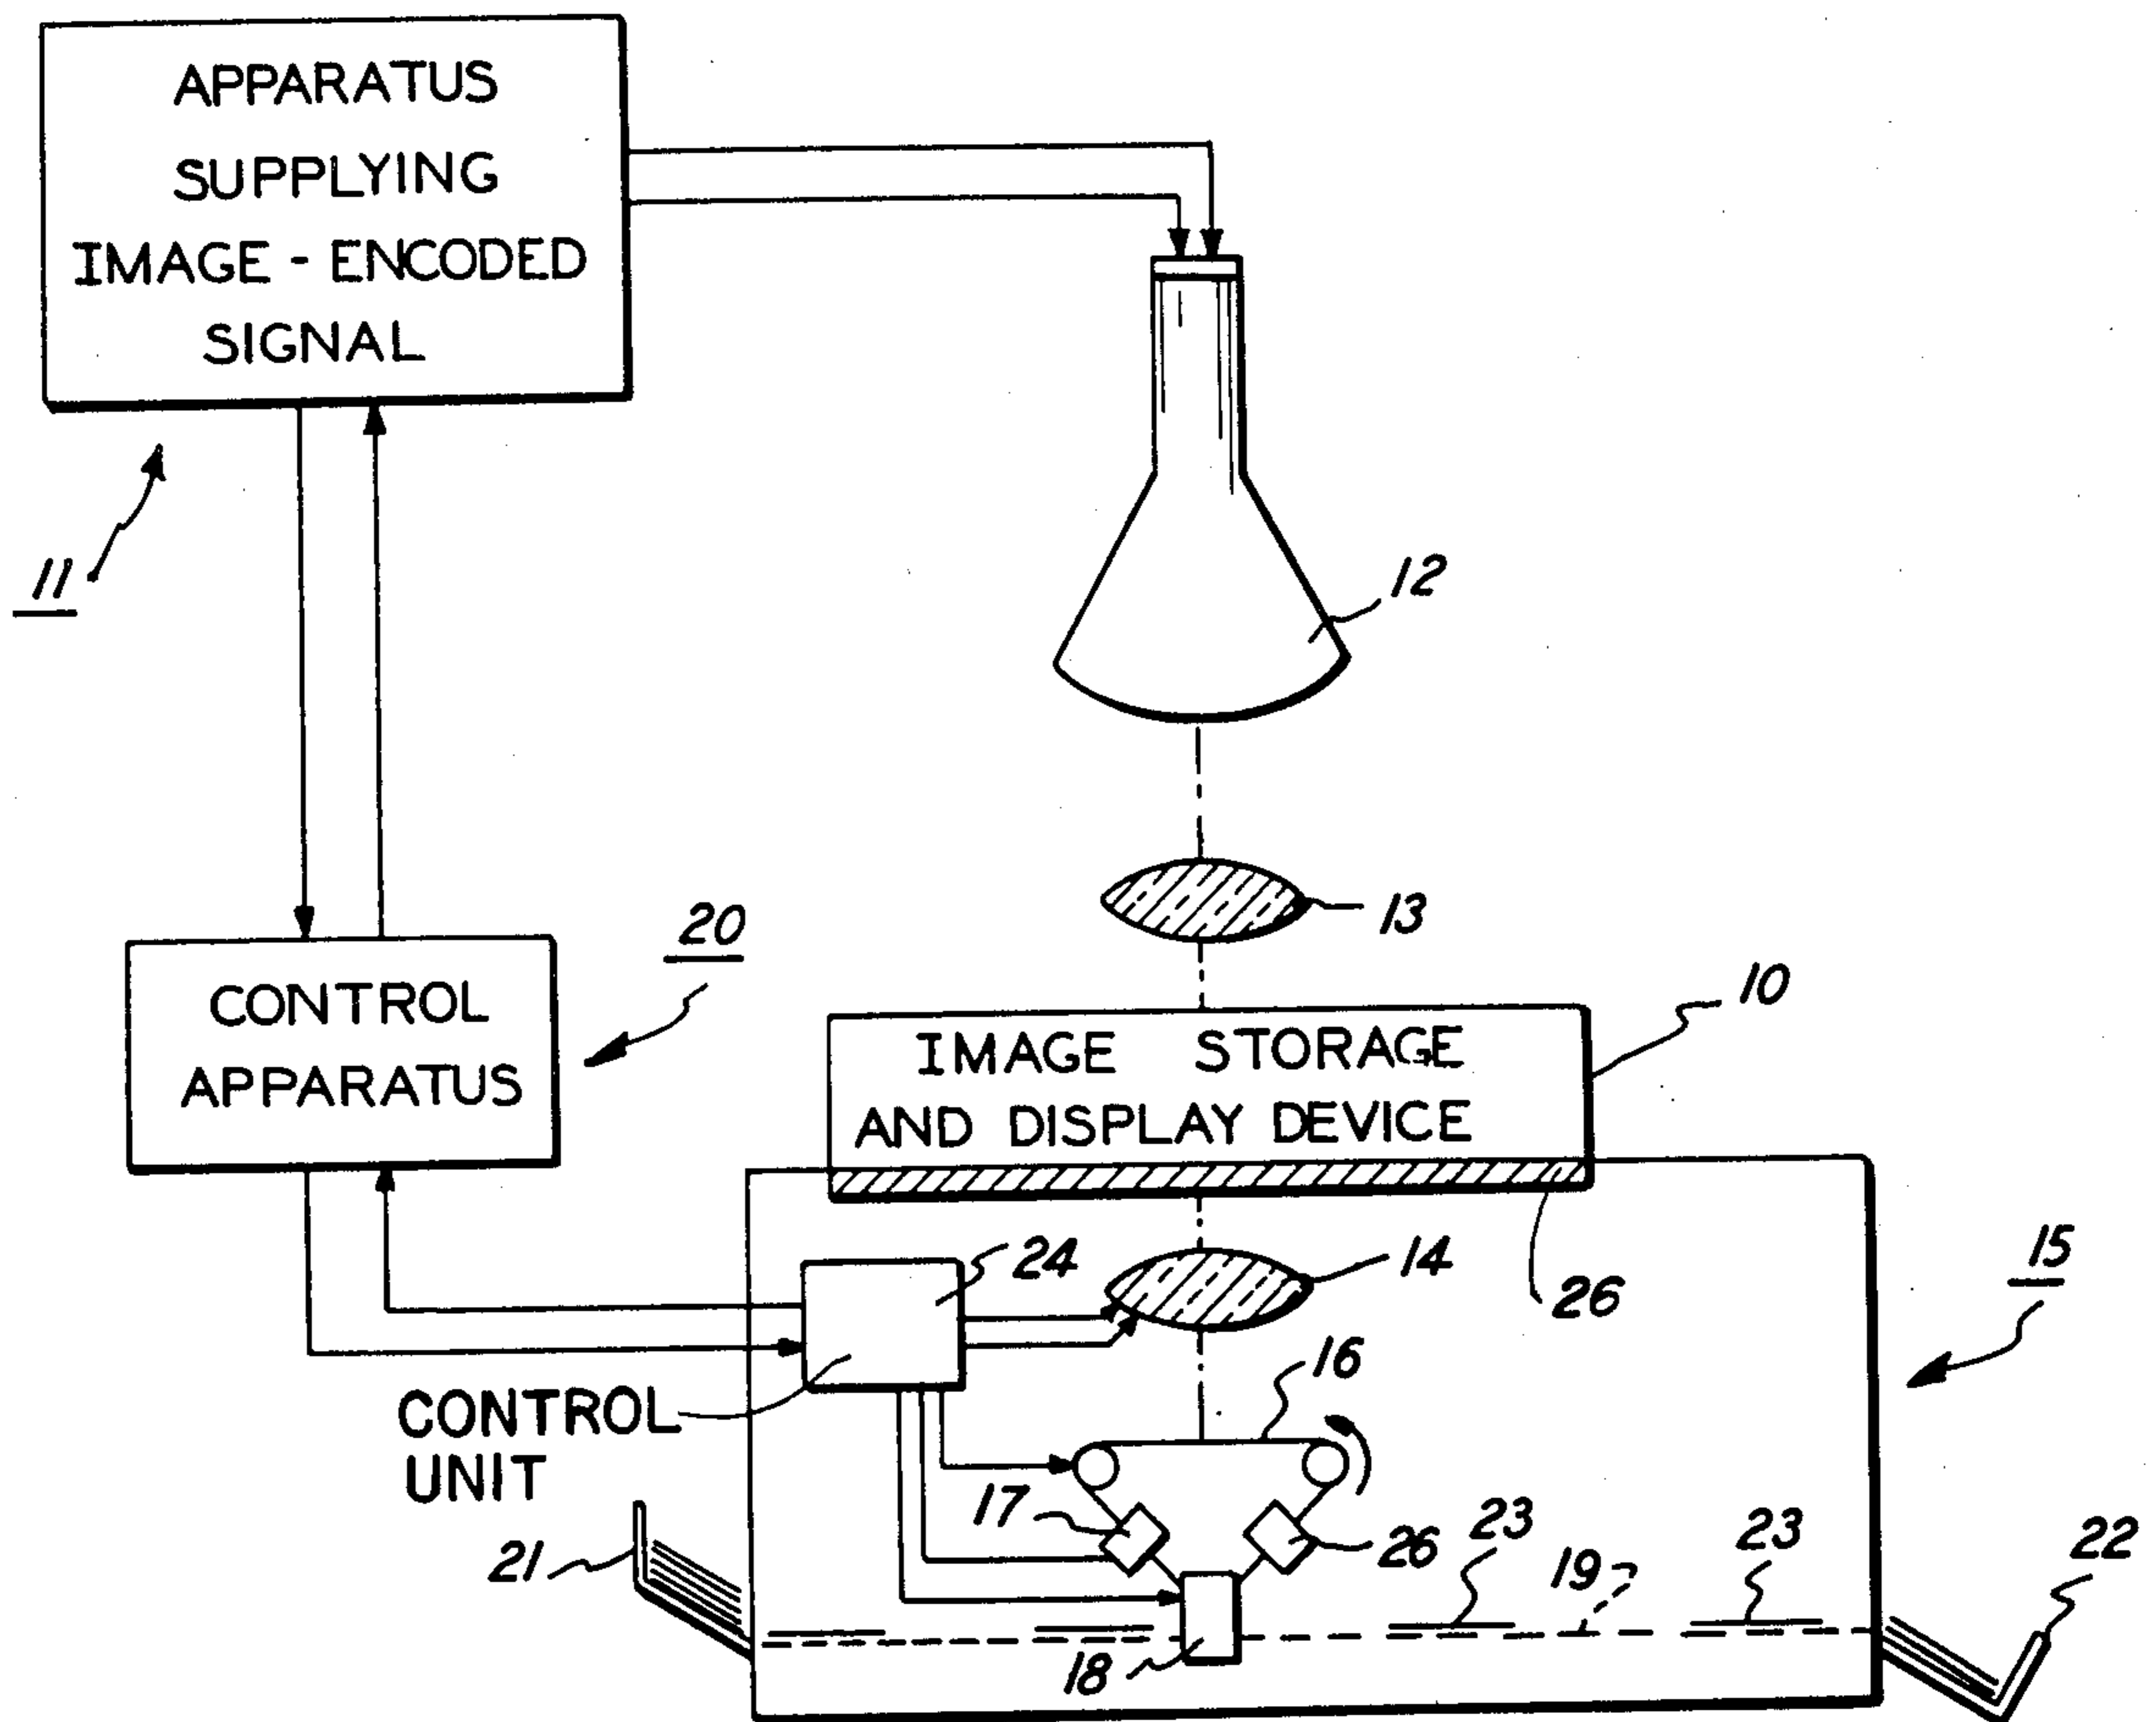 APPARATUS
SUPPLYING
IMAGE - ENCODED
SIGNAL
11
12
13
20
CONTROL
APPARATUS
10
IMAGE STORAGE
AND DISPLAY DEVICE
24
14
26
15
16
CONTROL
UNIT
17
26
23
23
22
21
19
18